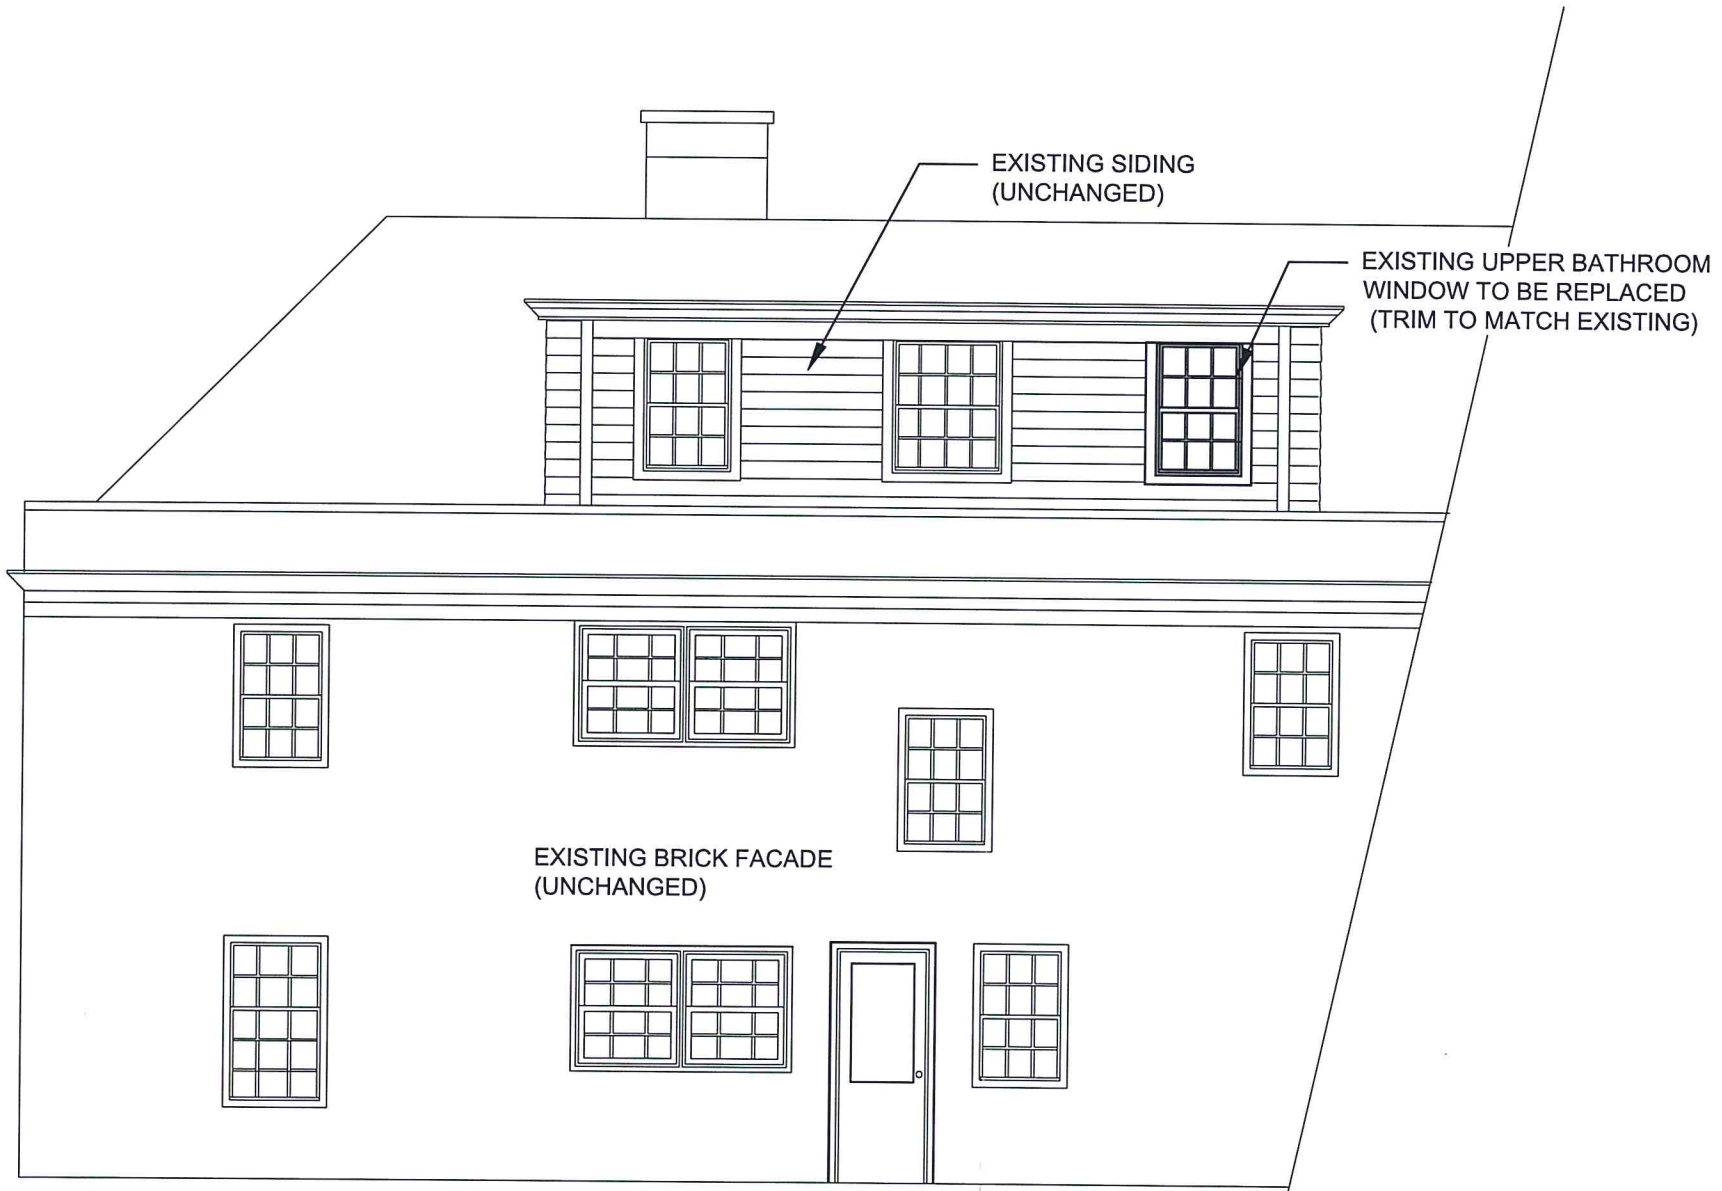 EXISTING SIDING
(UNCHANGED)
EXISTING UPPER BATHROOM
WINDOW TO BE REPLACED
(TRIM TO MATCH EXISTING)
EXISTING BRICK FACADE
(UNCHANGED)